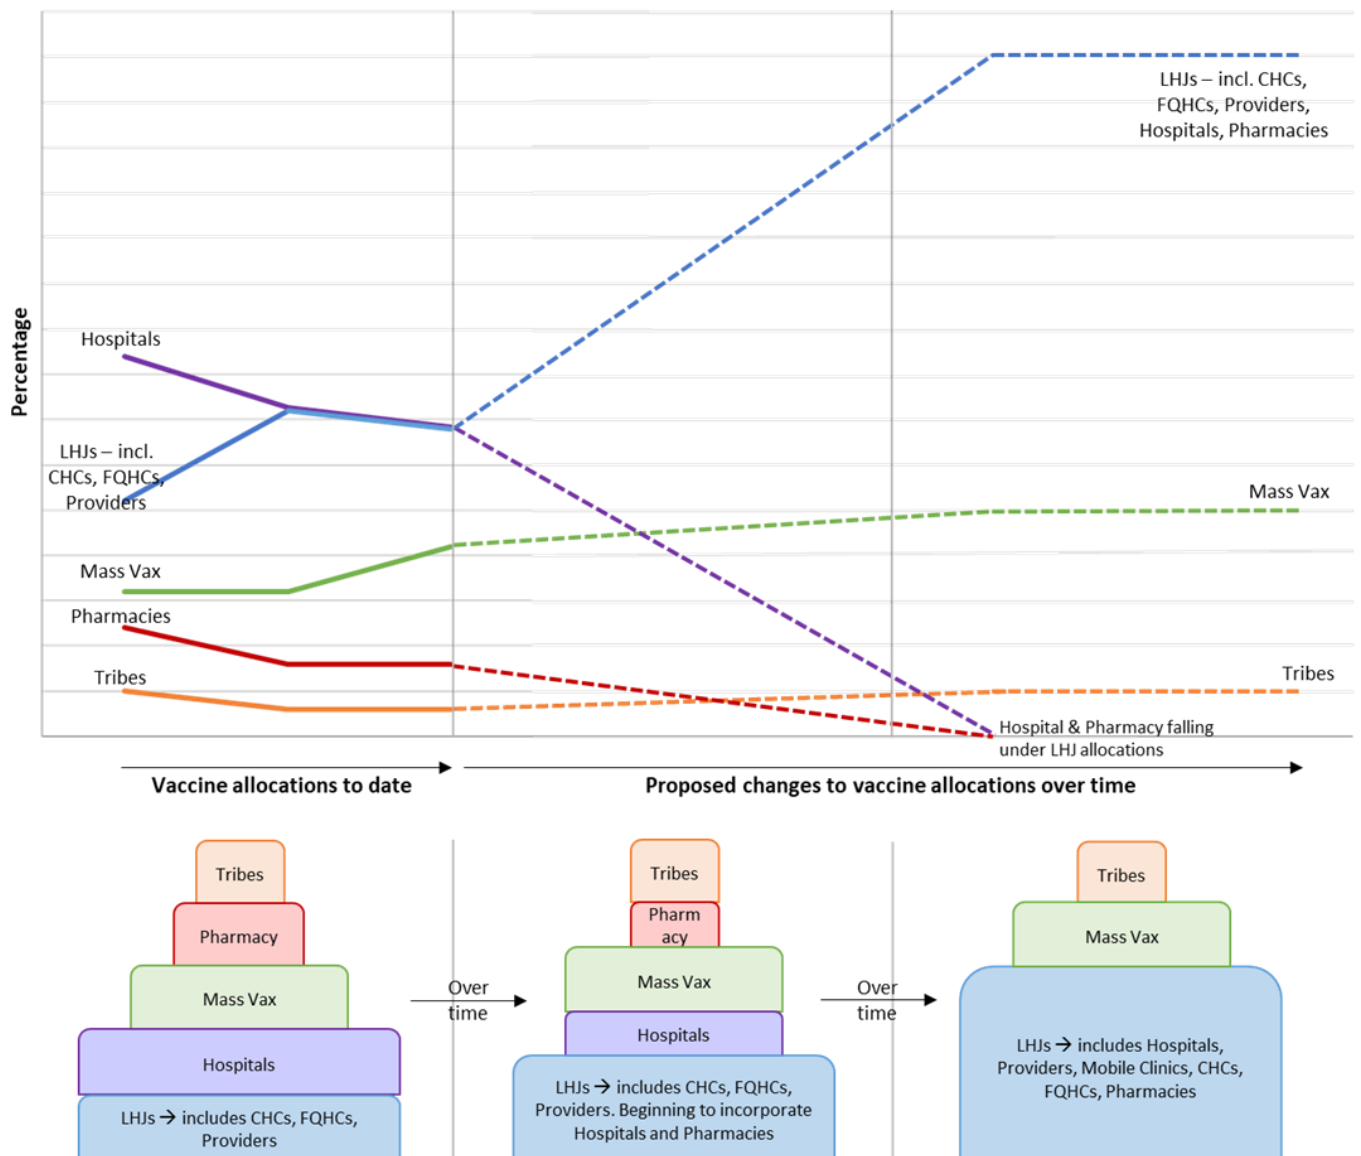 LHJs – incl. CHCs,
FQHCs, Providers,
Hospitals, Pharmacies
Percentage
Hospitals
LHJs – incl.
CHCs, FQHCs,
Providers
Mass Vax
Mass Vax
Pharmacies
Tribes
Tribes
Hospital & Pharmacy falling
under LHJ allocations
Vaccine allocations to date
Proposed changes to vaccine allocations over time
Tribes
Pharmacy
Mass Vax
Hospitals
LHJs → includes CHCs, FQHCs,
Providers
Over
time
Tribes
Pharm
acy
Mass Vax
Hospitals
LHJs → includes CHCs, FQHCs,
Providers. Beginning to incorporate
Hospitals and Pharmacies
Over
time
Tribes
Mass Vax
LHJs → includes Hospitals,
Providers, Mobile Clinics, CHCs,
FQHCs, Pharmacies